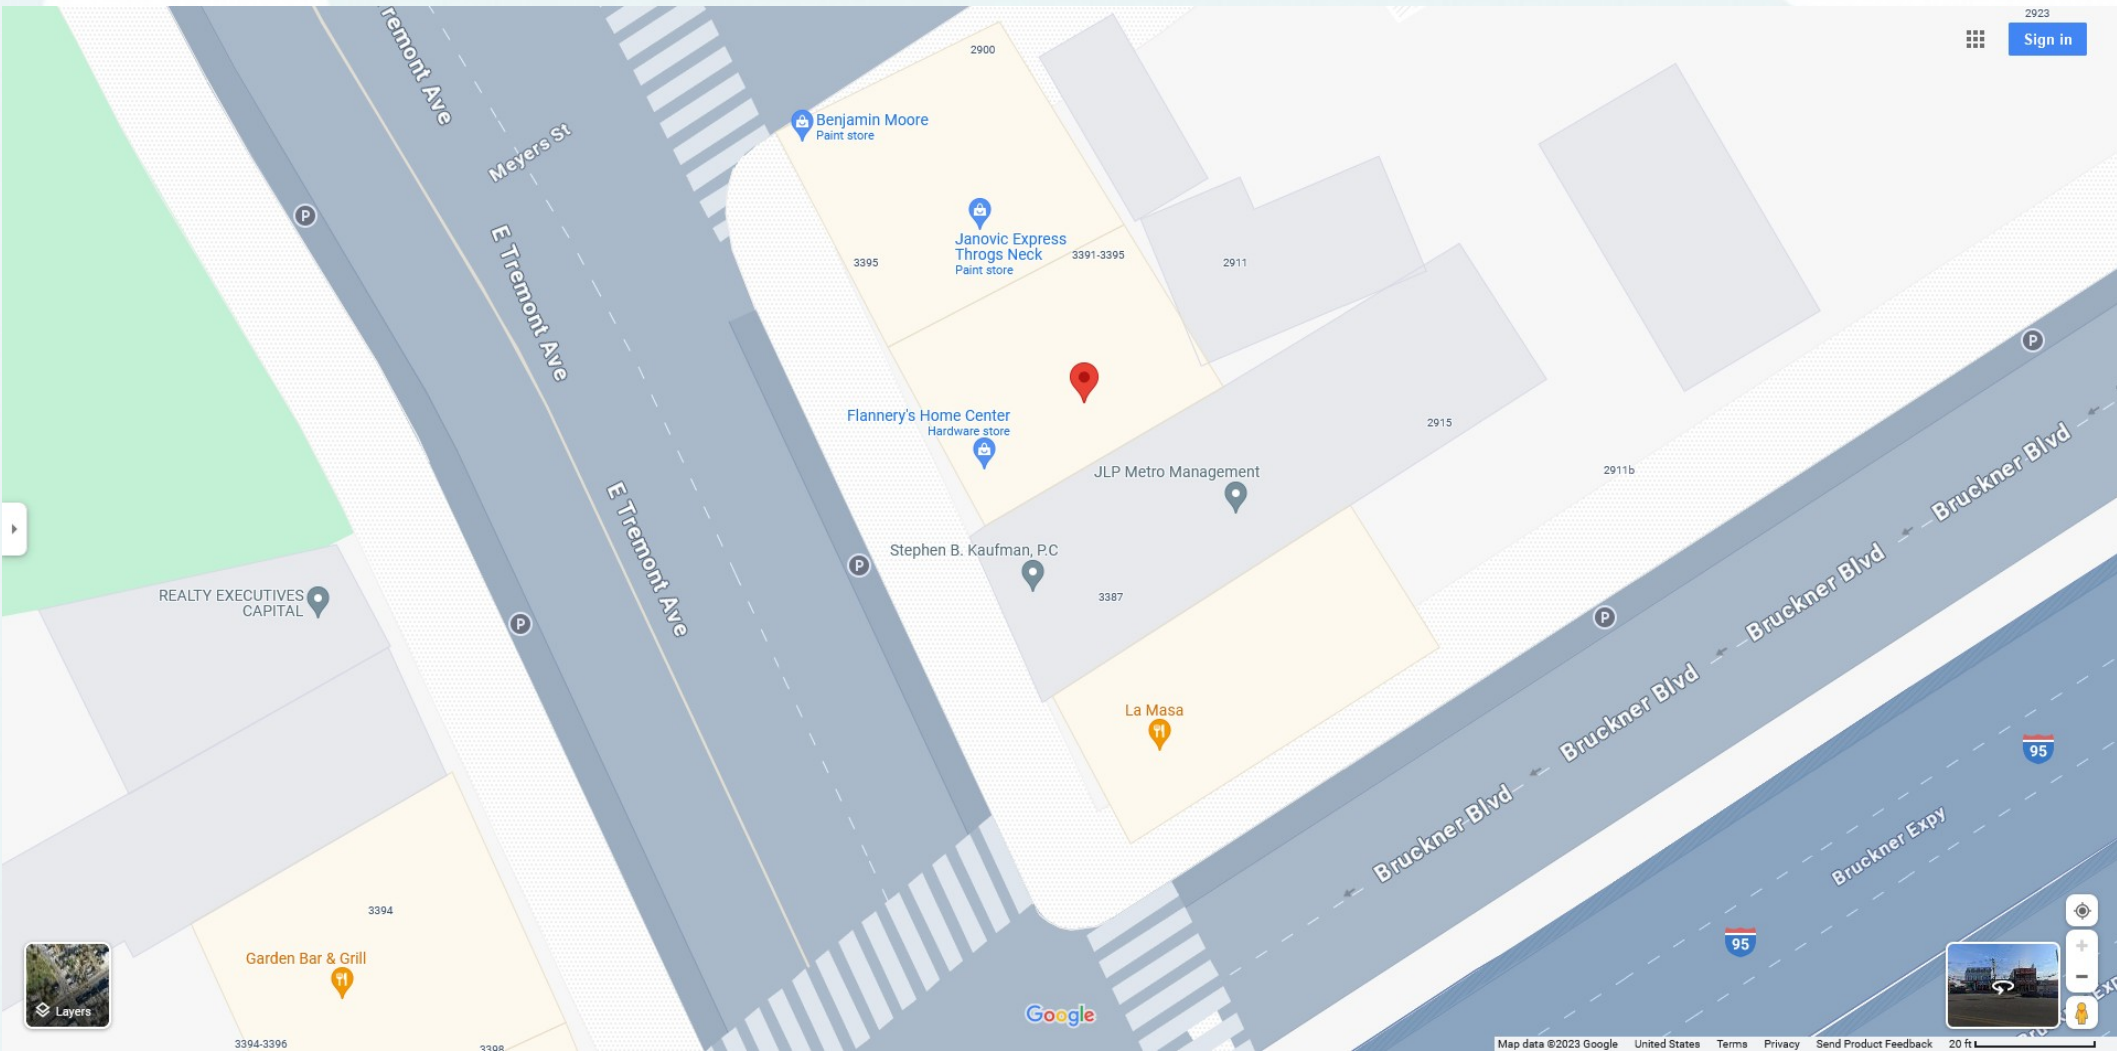 2923
Sign in
2900
remont Ave
Benjamin Moore
Paint store
Meyers St
P
E Tremont Ave
Janovic Express
Throgs Neck
Paint store
3391-3395
3395
2911
P
Flannery's Home Center
Hardware store
2915
JLP Metro Management
2911b
Bruckner Blvd
E Tremont Ave
Stephen B. Kaufman, P.C
P
3387
Bruckner Blvd
REALTY EXECUTIVES
CAPITAL
P
P
Bruckner Blvd
La Masa
95
Bruckner Blvd
Bruckner Expy
3394
95
Garden Bar & Grill
Layers
Google
3394-3396
3398
Map data ©2023 Google United States Terms Privacy Send Product Feedback 20 ft